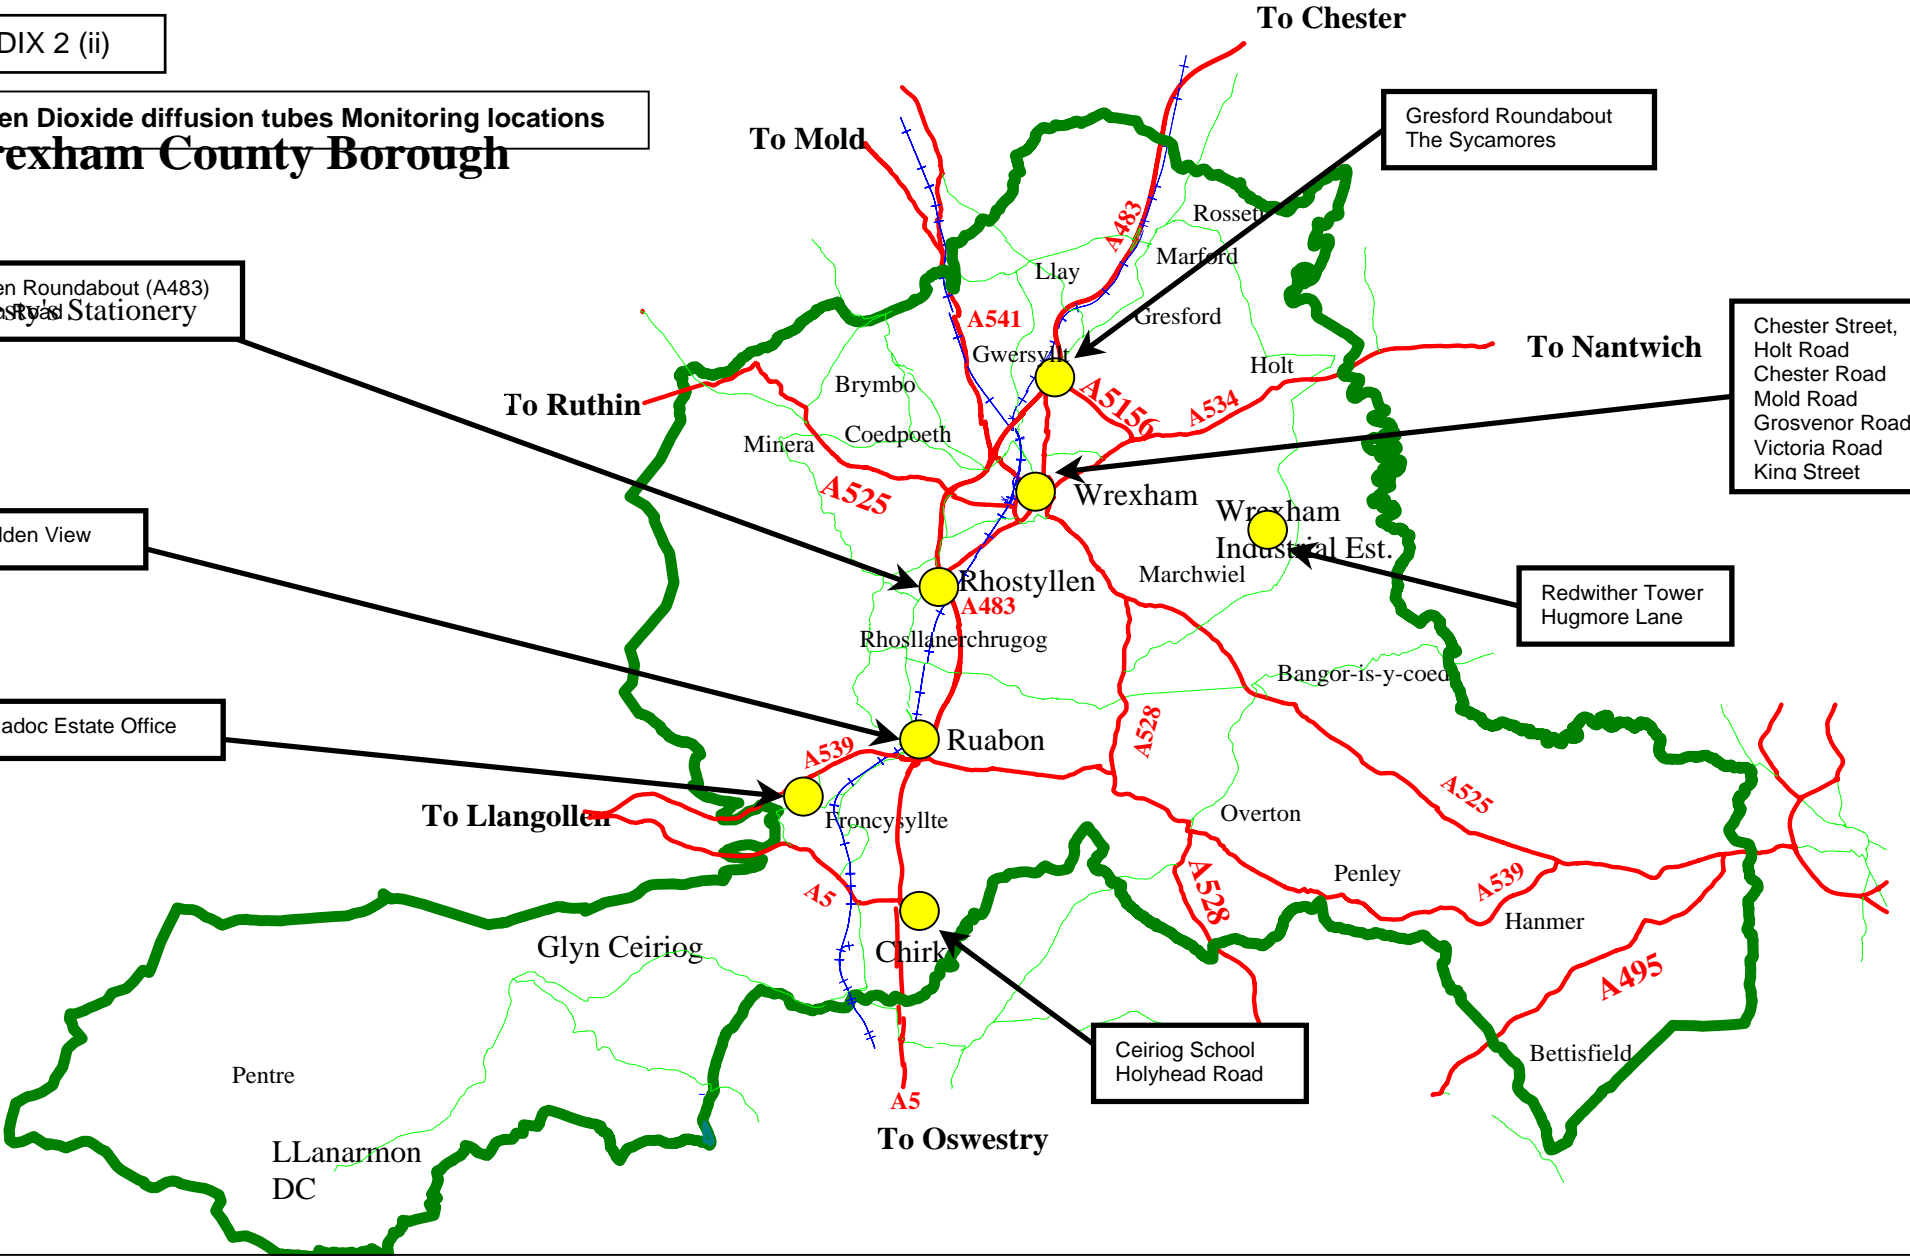 DIX 2 (ii)
en Dioxide diffusion tubes Monitoring locations
rexham County Borough
To Chester
To Mold
Gresford Roundabout
The Sycamores
Rossett
A483
Marford
Llay
en Roundabout (A483)
Road
sty's Stationery
A541
Gresford
Gwersyllt
To Nantwich
Chester Street,
Holt Road
Chester Road
Mold Road
Grosvenor Road
Victoria Road
King Street
Holt
Brymbo
To Ruthin
A5156
A534
Coedpoeth
Minera
A525
Wrexham
Wrexham
Industrial Est.
lden View
Marchwiel
Rhostyllen
A483
Redwither Tower
Hugmore Lane
Rhosllanerchrugog
Bangor-is-y-coed
adoc Estate Office
A528
Ruabon
A539
A525
To Llangollen
Froncysyllte
Overton
Penley
A539
A5
A528
Hanmer
Glyn Ceiriog
Chirk
A495
Ceiriog School
Holyhead Road
Bettisfield
Pentre
A5
To Oswestry
LLanarmon
DC